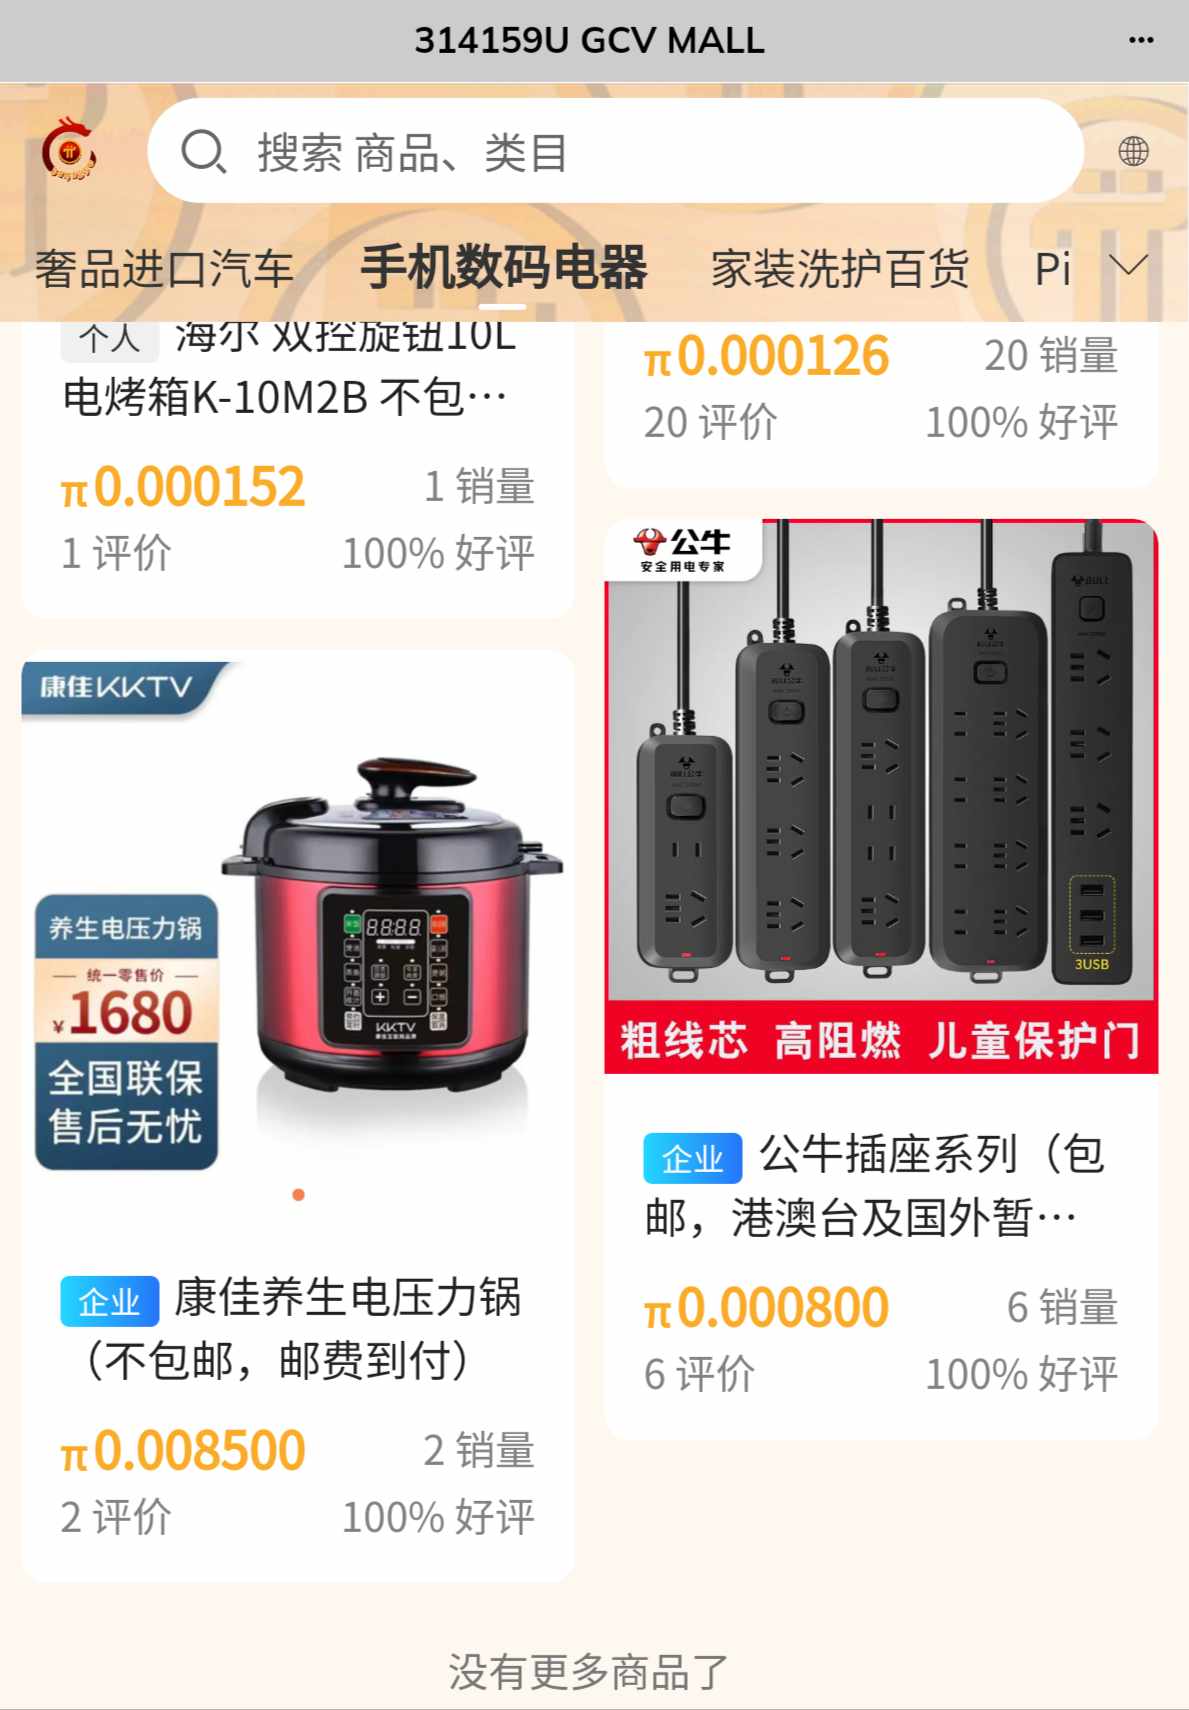 314159U GCV MALL
搜索 商品、类目
奢品进口汽车
手机数码电器
家装洗护百货
Pi
个人 海尔 双控旋钮10L
电烤箱K-10M2B 不包…
π0.000152
1 销量
1 评价
100% 好评
康佳KKTV
养生电压力锅
统一零售价
¥1680
全国联保
售后无忧
KKTV
企业 康佳养生电压力锅
（不包邮，邮费到付）
π0.008500
2 销量
2 评价
100% 好评
π0.000126
20 销量
20 评价
100% 好评
公牛
安全用电专家
BULL
3USB
粗线芯 高阻燃 儿童保护门
企业 公牛插座系列（包
邮，港澳台及国外暂…
π0.000800
6 销量
6 评价
100% 好评
没有更多商品了